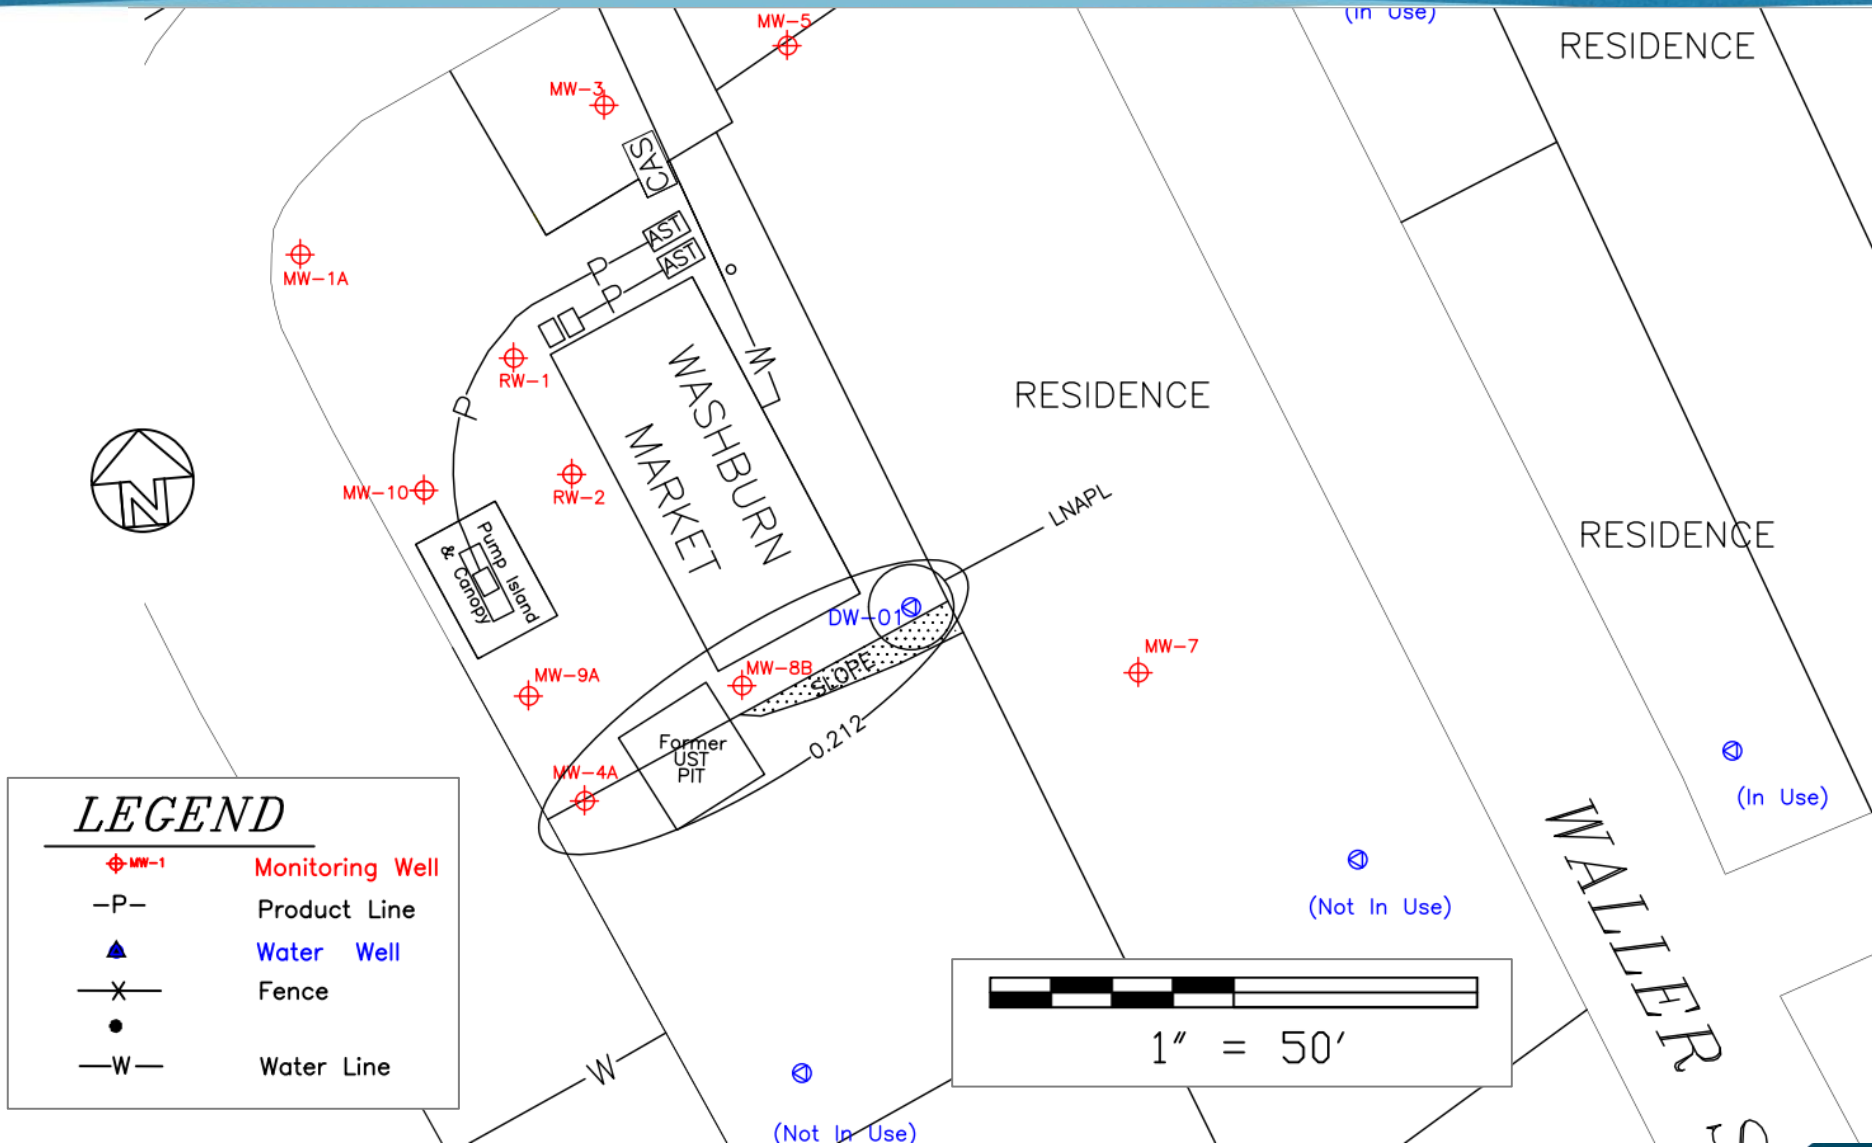 (In Use)
MW-5
RESIDENCE
MW-3
CAS
AST
AST
MW-1A
P
P
RW-1
P
W
WASHBURN
MARKET
RESIDENCE
N
MW-10
RW-2
LNAPL
RESIDENCE
Pump Island
& Canopy
DW-01
MW-7
MW-9A
MW-8B
SLOPE
0.212
Former
UST
PIT
MW-4A
(In Use)
(Not In Use)
WALLER S
LEGEND
MW-1 Monitoring Well
-P- Product Line
Water Well
X Fence
W Water Line
1" = 50'
W
(Not In Use)